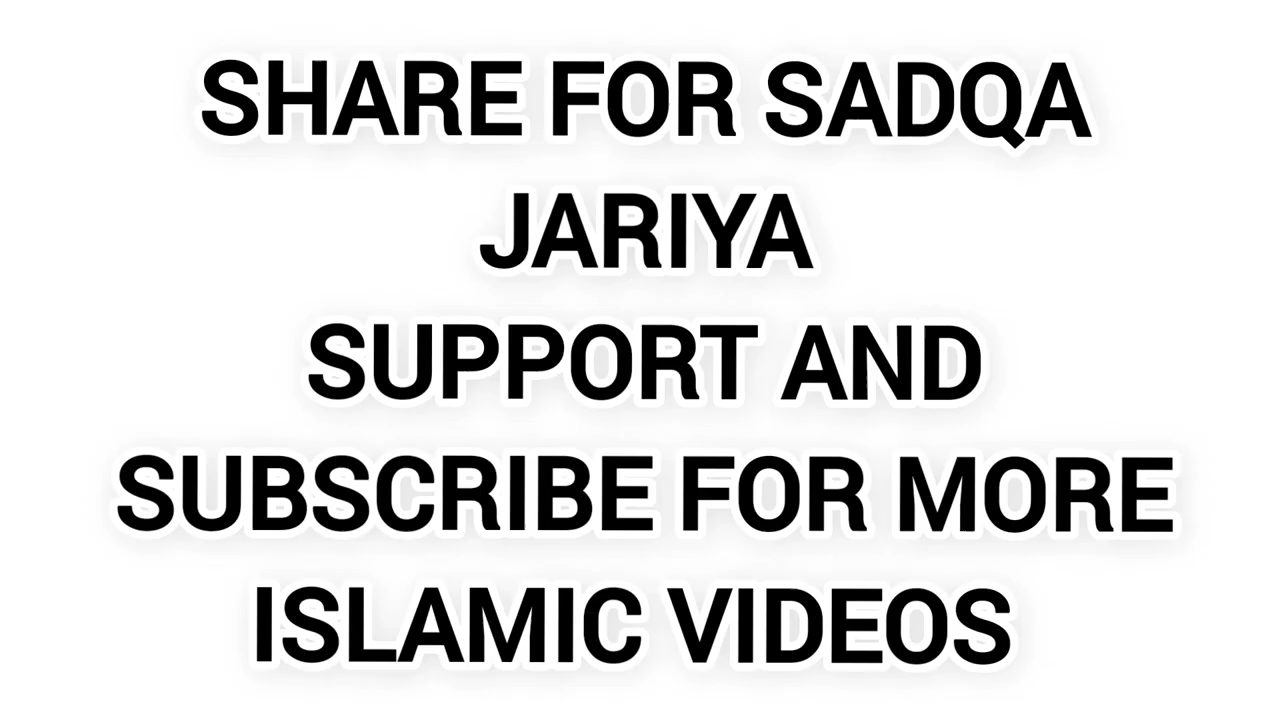 SHARE FOR SADQA
JARIYA
SUPPORT AND
SUBSCRIBE FOR MORE
ISLAMIC VIDEOS